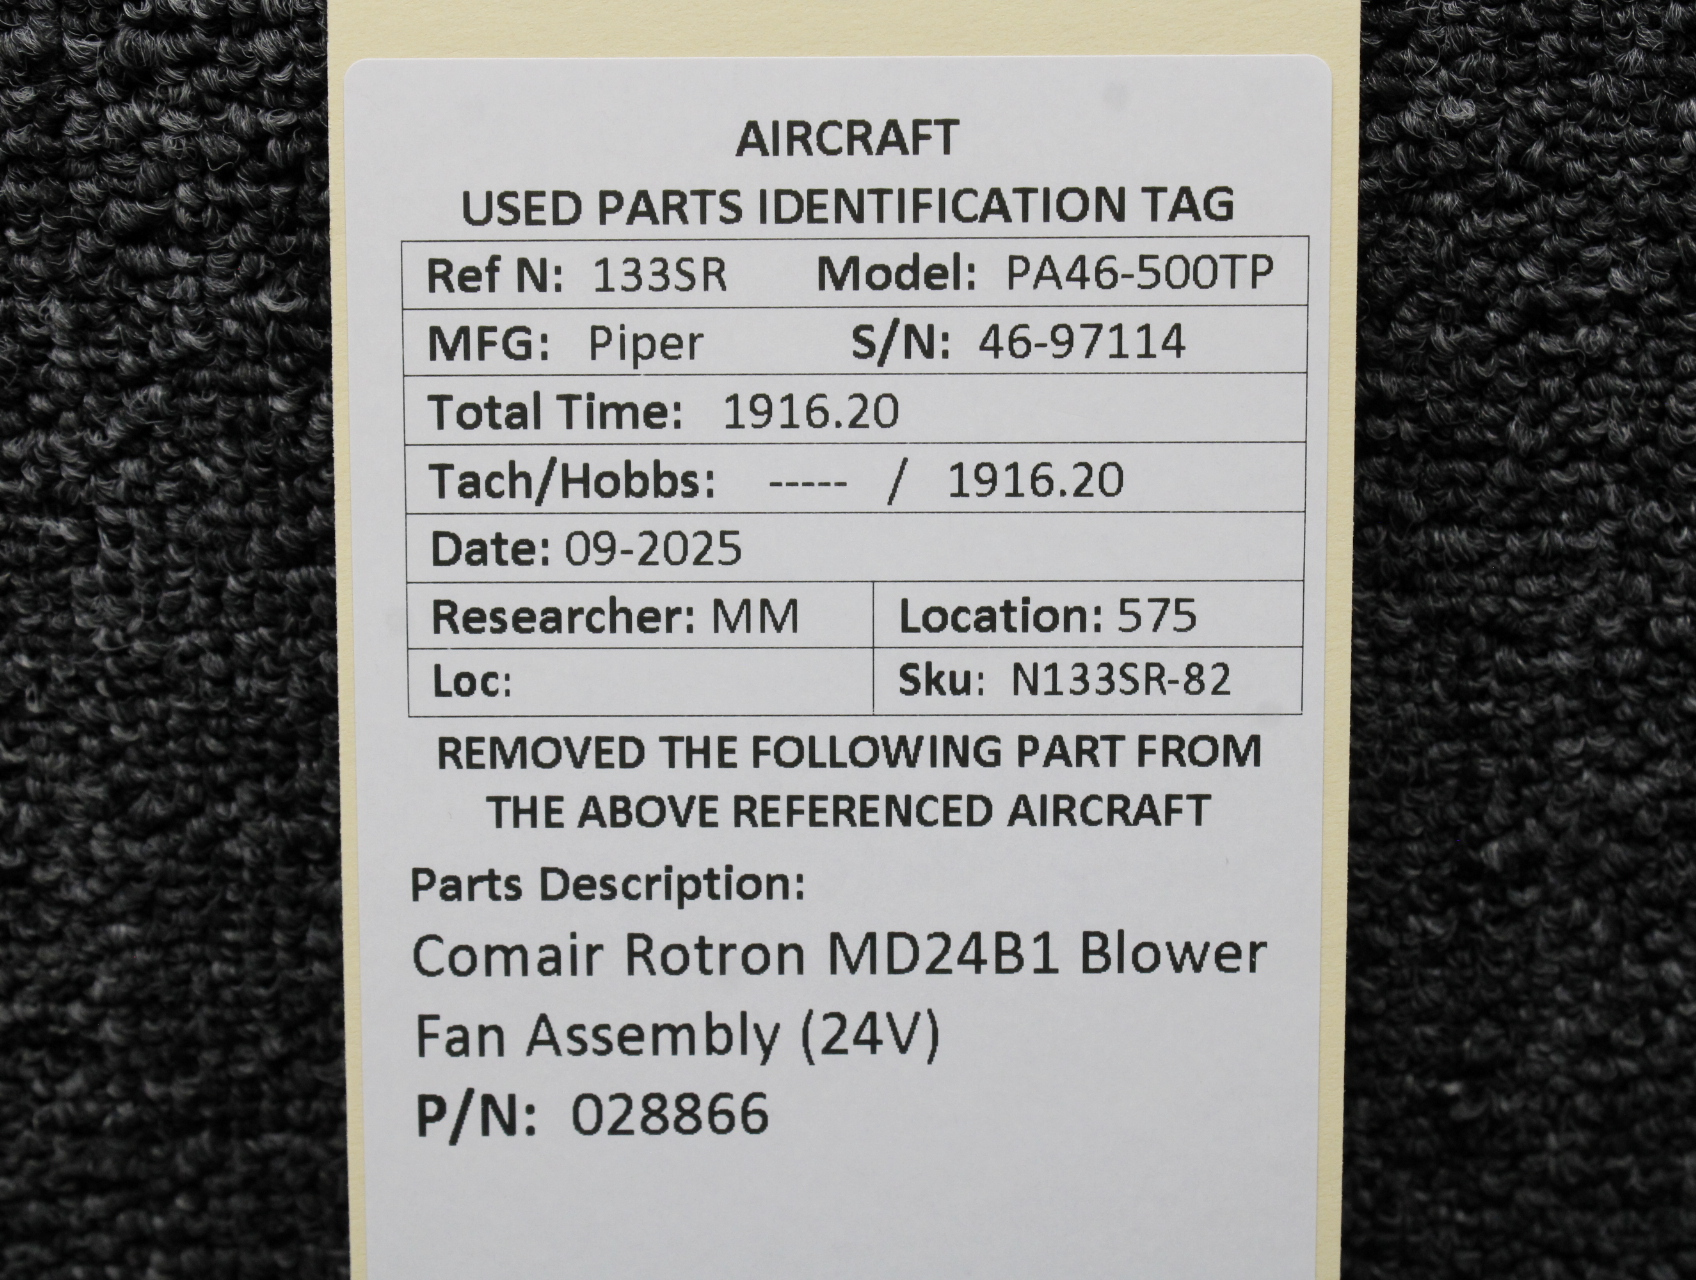 AIRCRAFT
USED PARTS IDENTIFICATION TAG
Ref N: 133SR Model: PA46-500TP
MFG: Piper S/N: 46-97114
Total Time: 1916.20
Tach/Hobbs: ----- / 1916.20
Date: 09-2025
Researcher: MM Location: 575
Loc: Sku: N133SR-82
REMOVED THE FOLLOWING PART FROM
THE ABOVE REFERENCED AIRCRAFT
Parts Description:
Comair Rotron MD24B1 Blower
Fan Assembly (24V)
P/N: 028866